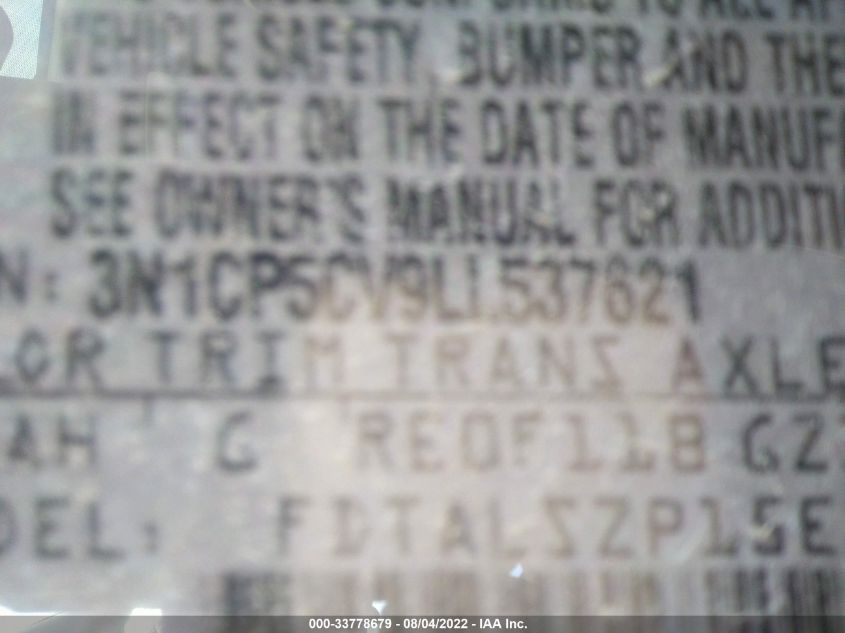 VEHICLE SAFETY, BUMPER AND THE
IN EFFECT ON THE DATE OF MANUF
SEE OWNER'S MANUAL FOR ADDITI
N: 3N1CP5CV9LL537621
LOR TRIM TRANS AXLE
AH G RE0F11B GZ
DEL: FDTALZZP15E
000-33778679 - 08/04/2022 - IAA Inc.